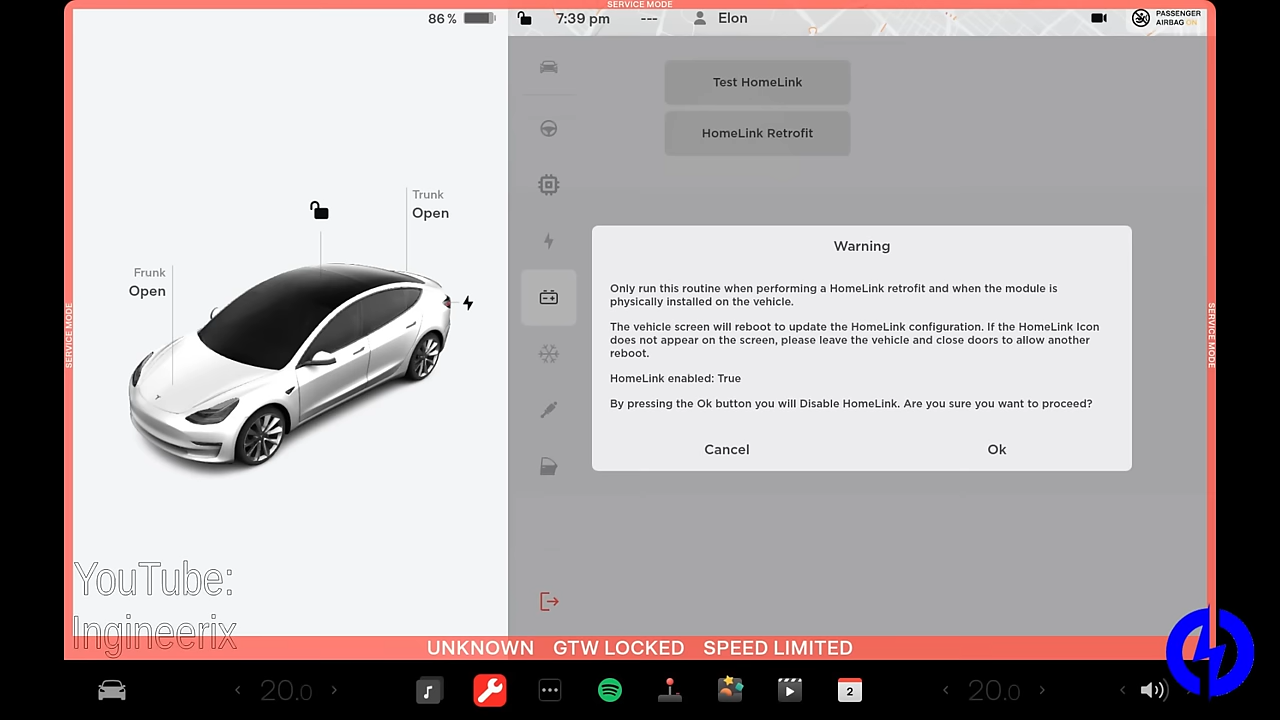 SERVICE MODE
86 %
7:39 pm
---
Elon
PASSENGER
AIRBAG ON
Test HomeLink
HomeLink Retrofit
Trunk
Open
Frunk
Open
SERVICE MODE
SERVICE MODE
Warning
Only run this routine when performing a HomeLink retrofit and when the module is
physically installed on the vehicle.
The vehicle screen will reboot to update the HomeLink configuration. If the HomeLink Icon
does not appear on the screen, please leave the vehicle and close doors to allow another
reboot.
HomeLink enabled: True
By pressing the Ok button you will Disable HomeLink. Are you sure you want to proceed?
Cancel
Ok
YouTube:
Ingineerix
UNKNOWN GTW LOCKED SPEED LIMITED
20.0
2
20.0